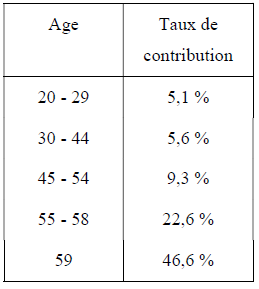 Age Taux de
contribution
20 - 29 5,1 %
30 - 44 5,6 %
45 - 54 9,3 %
55 - 58 22,6 %
59 46,6 %